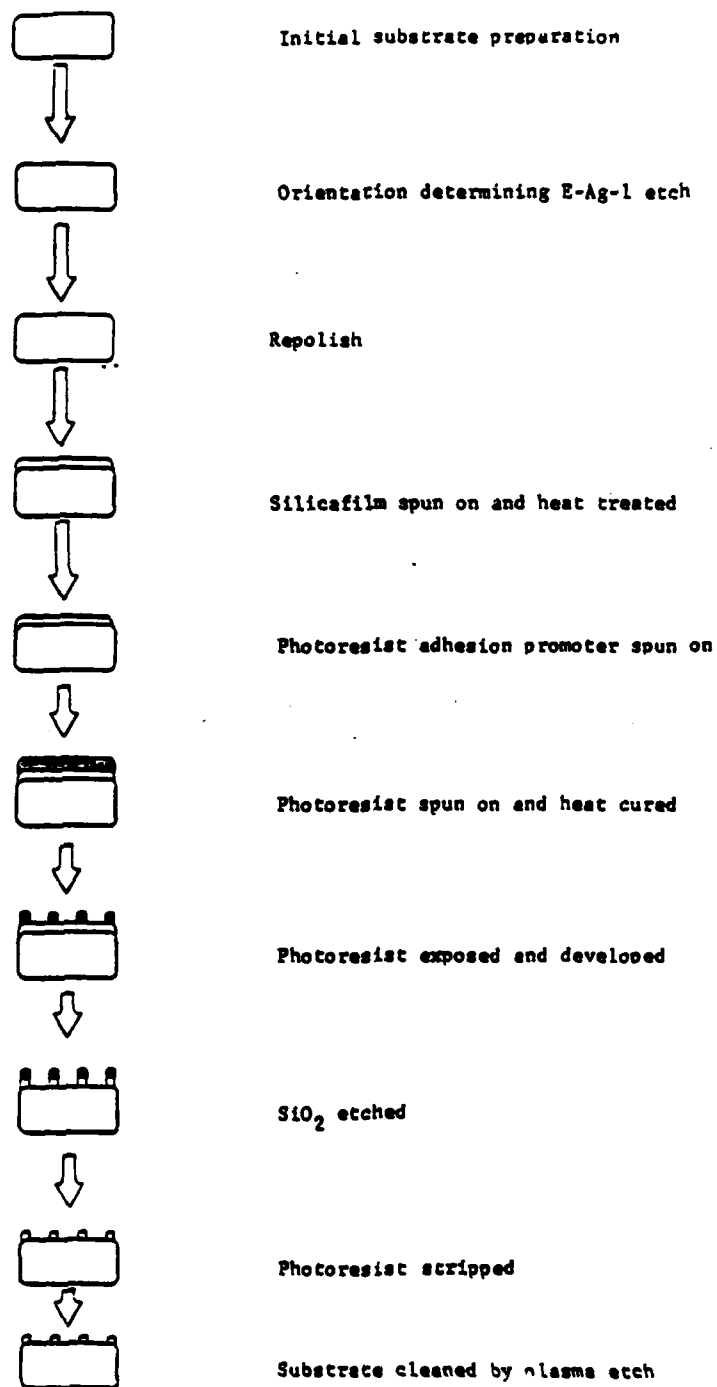 Initial substrate preparation
Orientation determining E-Ag-1 etch
Repolish
Silicafilm spun on and heat treated
Photoresist adhesion promoter spun on
Photoresist spun on and heat cured
Photoresist exposed and developed
SiO₂ etched
Photoresist stripped
Substrate cleaned by plasma etch